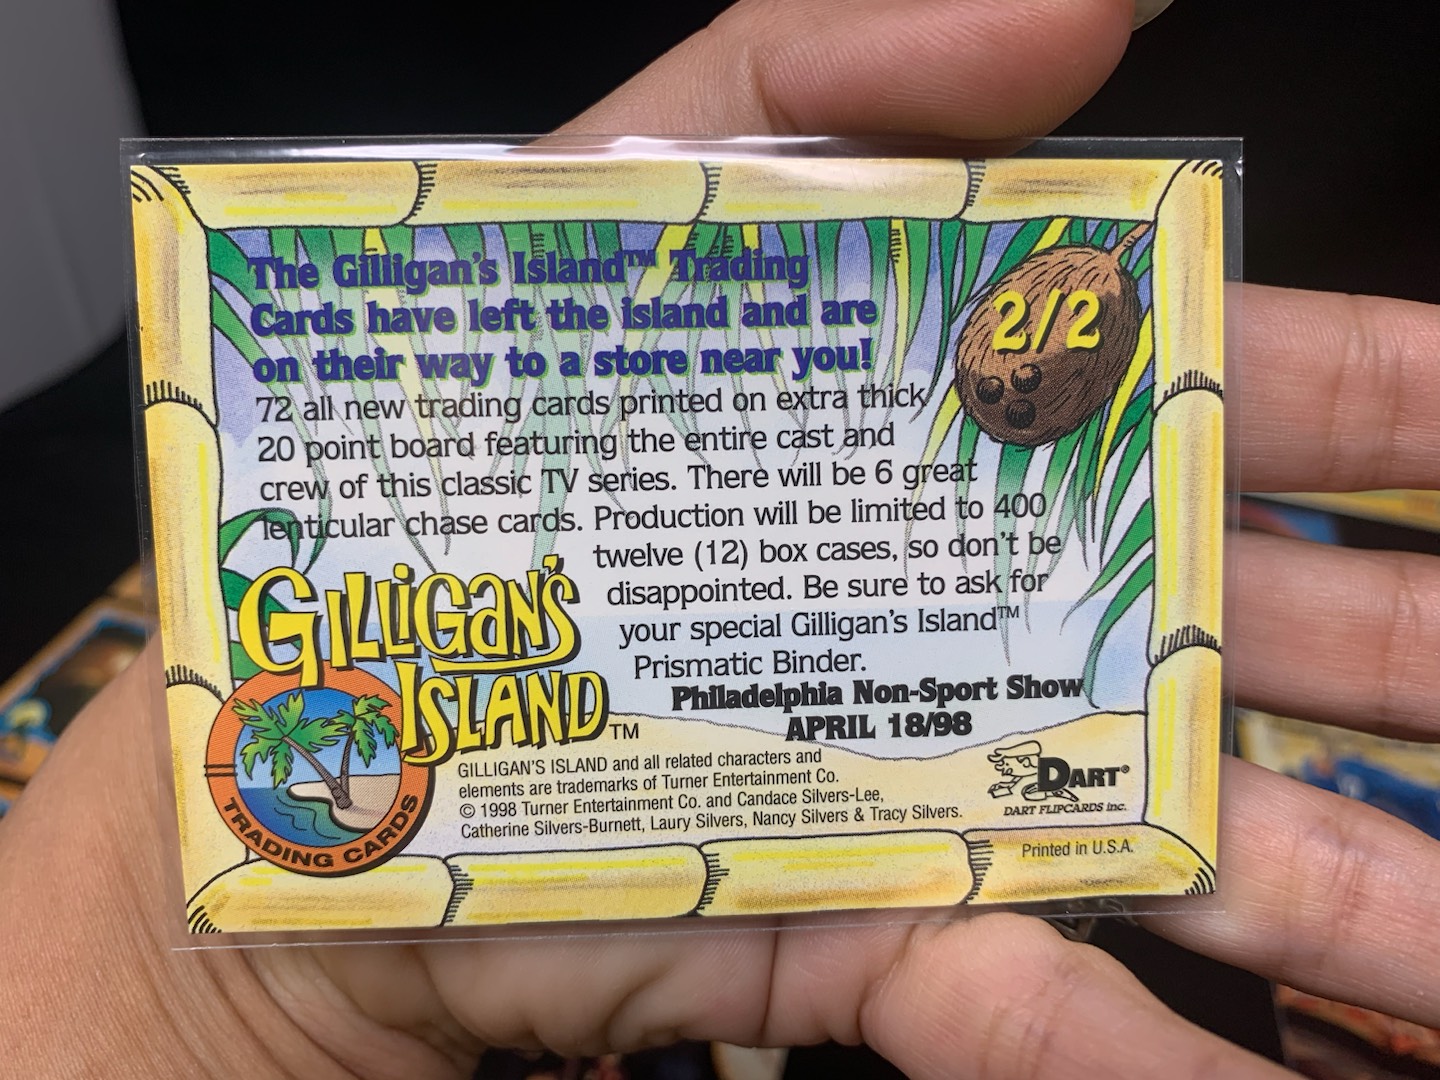 The Gilligan's Island™ Trading
Cards have left the island and are
on their way to a store near you!
2/2
72 all new trading cards printed on extra thick
20 point board featuring the entire cast and
crew of this classic TV series. There will be 6 great
lenticular chase cards. Production will be limited to 400
twelve (12) box cases, so don't be
disappointed. Be sure to ask for
your special Gilligan's Island™
Prismatic Binder.
Philadelphia Non-Sport Show
APRIL 18/98
GILLIGAN'S
ISLAND™
TRADING CARDS
GILLIGAN'S ISLAND and all related characters and
elements are trademarks of Turner Entertainment Co.
© 1998 Turner Entertainment Co. and Candace Silvers-Lee,
Catherine Silvers-Burnett, Laury Silvers, Nancy Silvers & Tracy Silvers.
DART®
DART FLIPCARDS inc.
Printed in U.S.A.